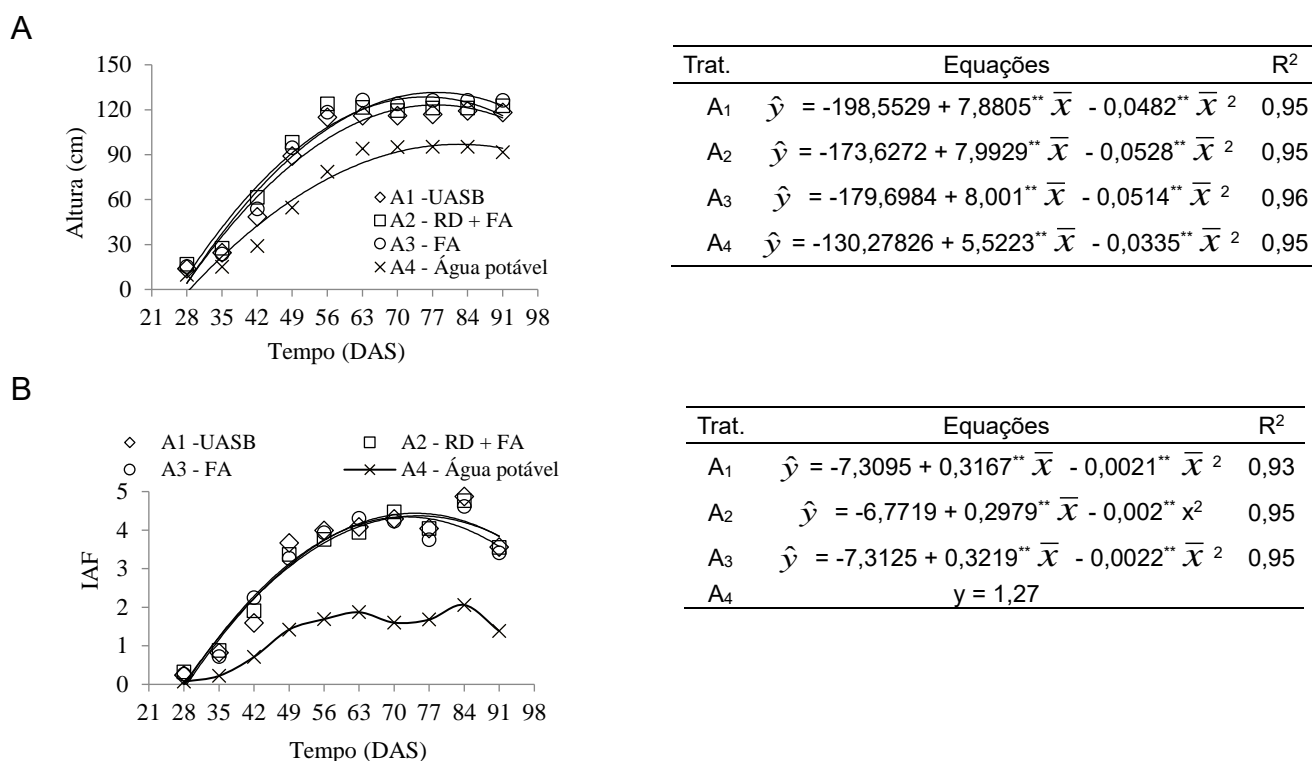 A
Altura (cm)
150
120
90
60
30
0
A1 -UASB
A2 - RD + FA
A3 - FA
A4 - Água potável
21 28 35 42 49 56 63 70 77 84 91 98
Tempo (DAS)
Trat. Equações R²
A₁ ŷ = -198,5529 + 7,8805** x̅ - 0,0482** x̅ ² 0,95
A₂ ŷ = -173,6272 + 7,9929** x̅ - 0,0528** x̅ ² 0,95
A₃ ŷ = -179,6984 + 8,001** x̅ - 0,0514** x̅ ² 0,96
A₄ ŷ = -130,27826 + 5,5223** x̅ - 0,0335** x̅ ² 0,95
B
A1 -UASB A2 - RD + FA
A3 - FA A4 - Água potável
IAF
5
4
3
2
1
0
21 28 35 42 49 56 63 70 77 84 91 98
Tempo (DAS)
Trat. Equações R²
A₁ ŷ = -7,3095 + 0,3167** x̅ - 0,0021** x̅ ² 0,93
A₂ ŷ = -6,7719 + 0,2979** x̅ - 0,002** x² 0,95
A₃ ŷ = -7,3125 + 0,3219** x̅ - 0,0022** x̅ ² 0,95
A₄ y = 1,27